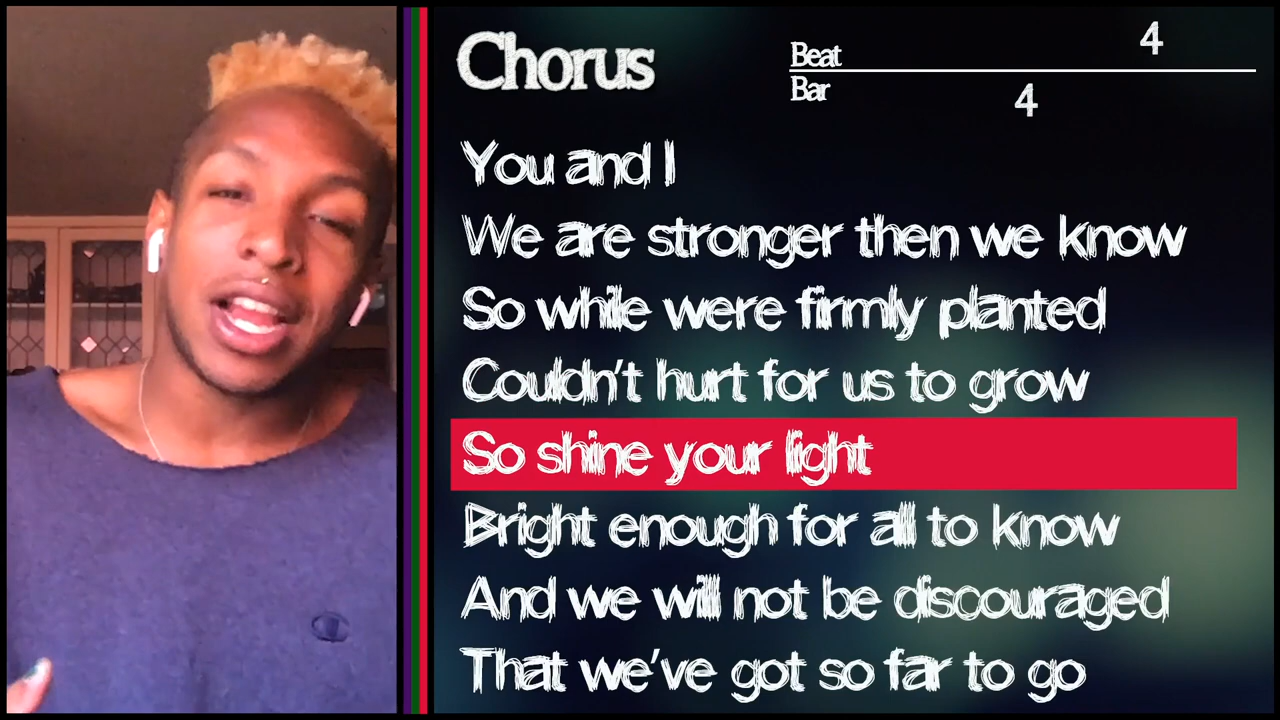 Chorus
Beat 4
Bar 4
You and I
We are stronger then we know
So while were firmly planted
Couldn't hurt for us to grow
So shine your light
Bright enough for all to know
And we will not be discouraged
That we've got so far to go